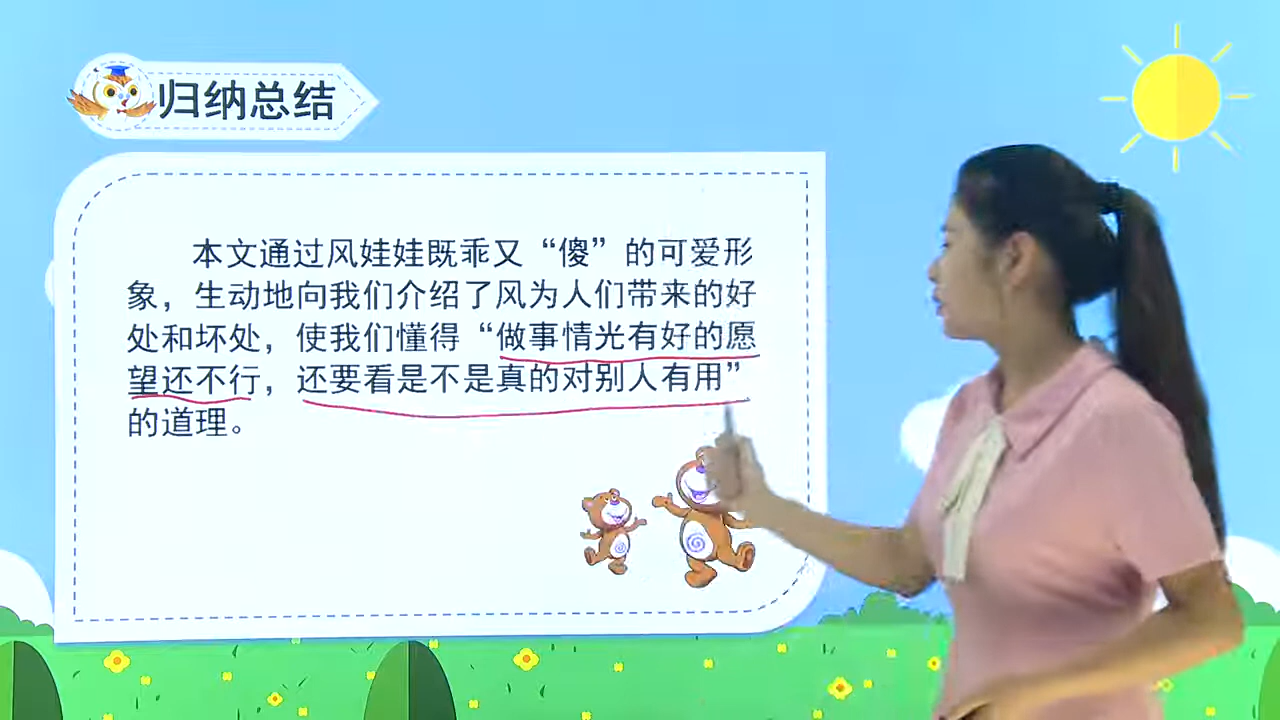 归纳总结
本文通过风娃娃既乖又“傻”的可爱形
象，生动地向我们介绍了风为人们带来的好
处和坏处，使我们懂得“做事情光有好的愿
望还不行，还要看是不是真的对别人有用”
的道理。